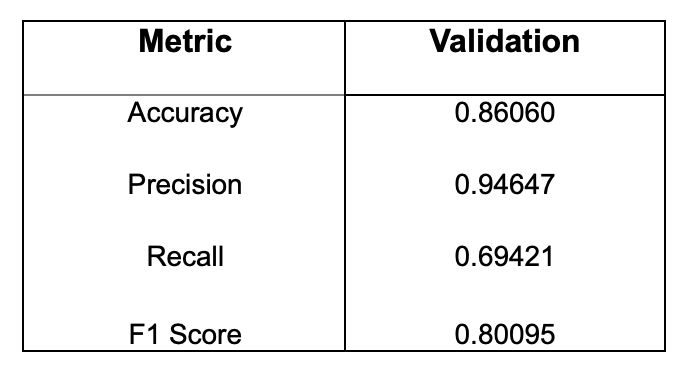 Metric Validation
Accuracy 0.86060
Precision 0.94647
Recall 0.69421
F1 Score 0.80095